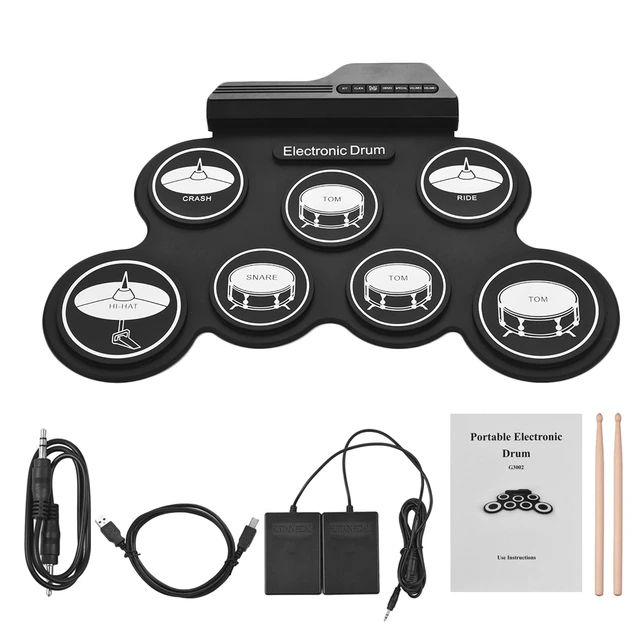 Electronic Drum
CRASH
TOM
RIDE
HI-HAT
SNARE
TOM
TOM
Portable Electronic
Drum
G3002
Use Instructions